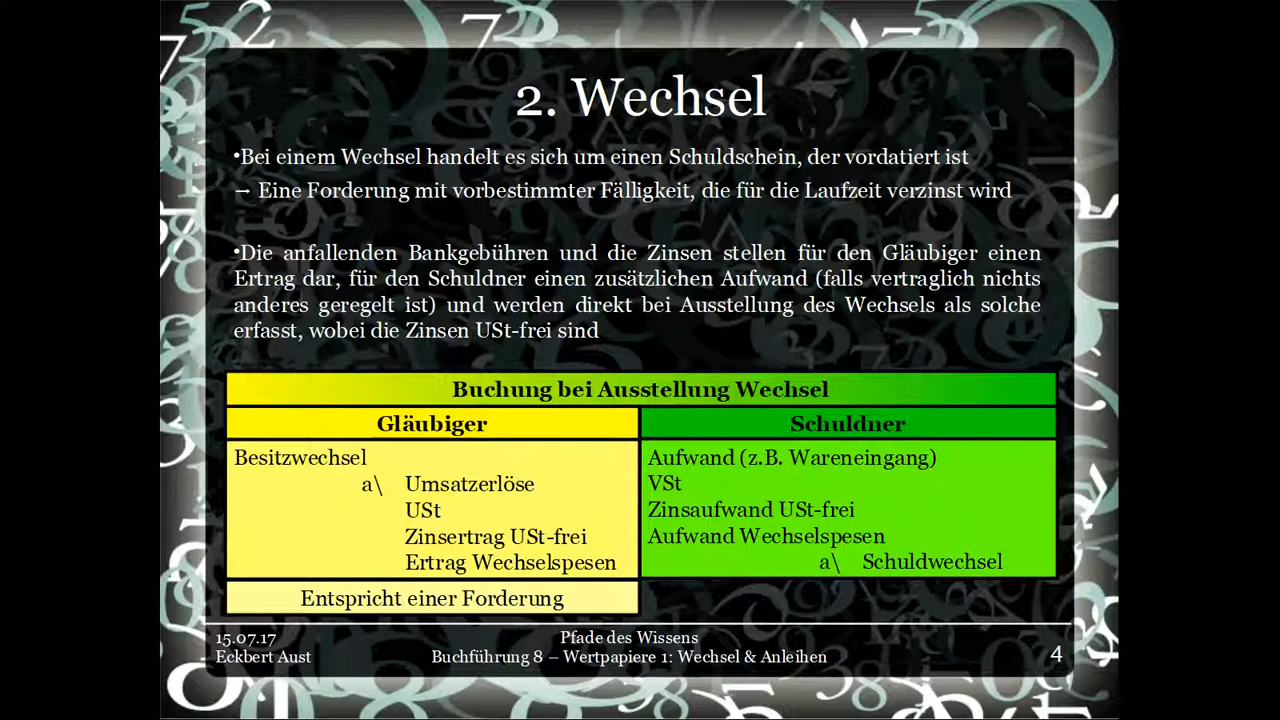 2. Wechsel
•Bei einem Wechsel handelt es sich um einen Schuldschein, der vordatiert ist
→ Eine Forderung mit vorbestimmter Fälligkeit, die für die Laufzeit verzinst wird
•Die anfallenden Bankgebühren und die Zinsen stellen für den Gläubiger einen
Ertrag dar, für den Schuldner einen zusätzlichen Aufwand (falls vertraglich nichts
anderes geregelt ist) und werden direkt bei Ausstellung des Wechsels als solche
erfasst, wobei die Zinsen USt-frei sind
Buchung bei Ausstellung Wechsel
Gläubiger
Besitzwechsel
a\ Umsatzerlöse
USt
Zinsertrag USt-frei
Ertrag Wechselspesen
Entspricht einer Forderung
Schuldner
Aufwand (z.B. Wareneingang)
VSt
Zinsaufwand USt-frei
Aufwand Wechselspesen
a\ Schuldwechsel
15.07.17
Eckbert Aust
Pfade des Wissens
Buchführung 8 – Wertpapiere 1: Wechsel & Anleihen
4